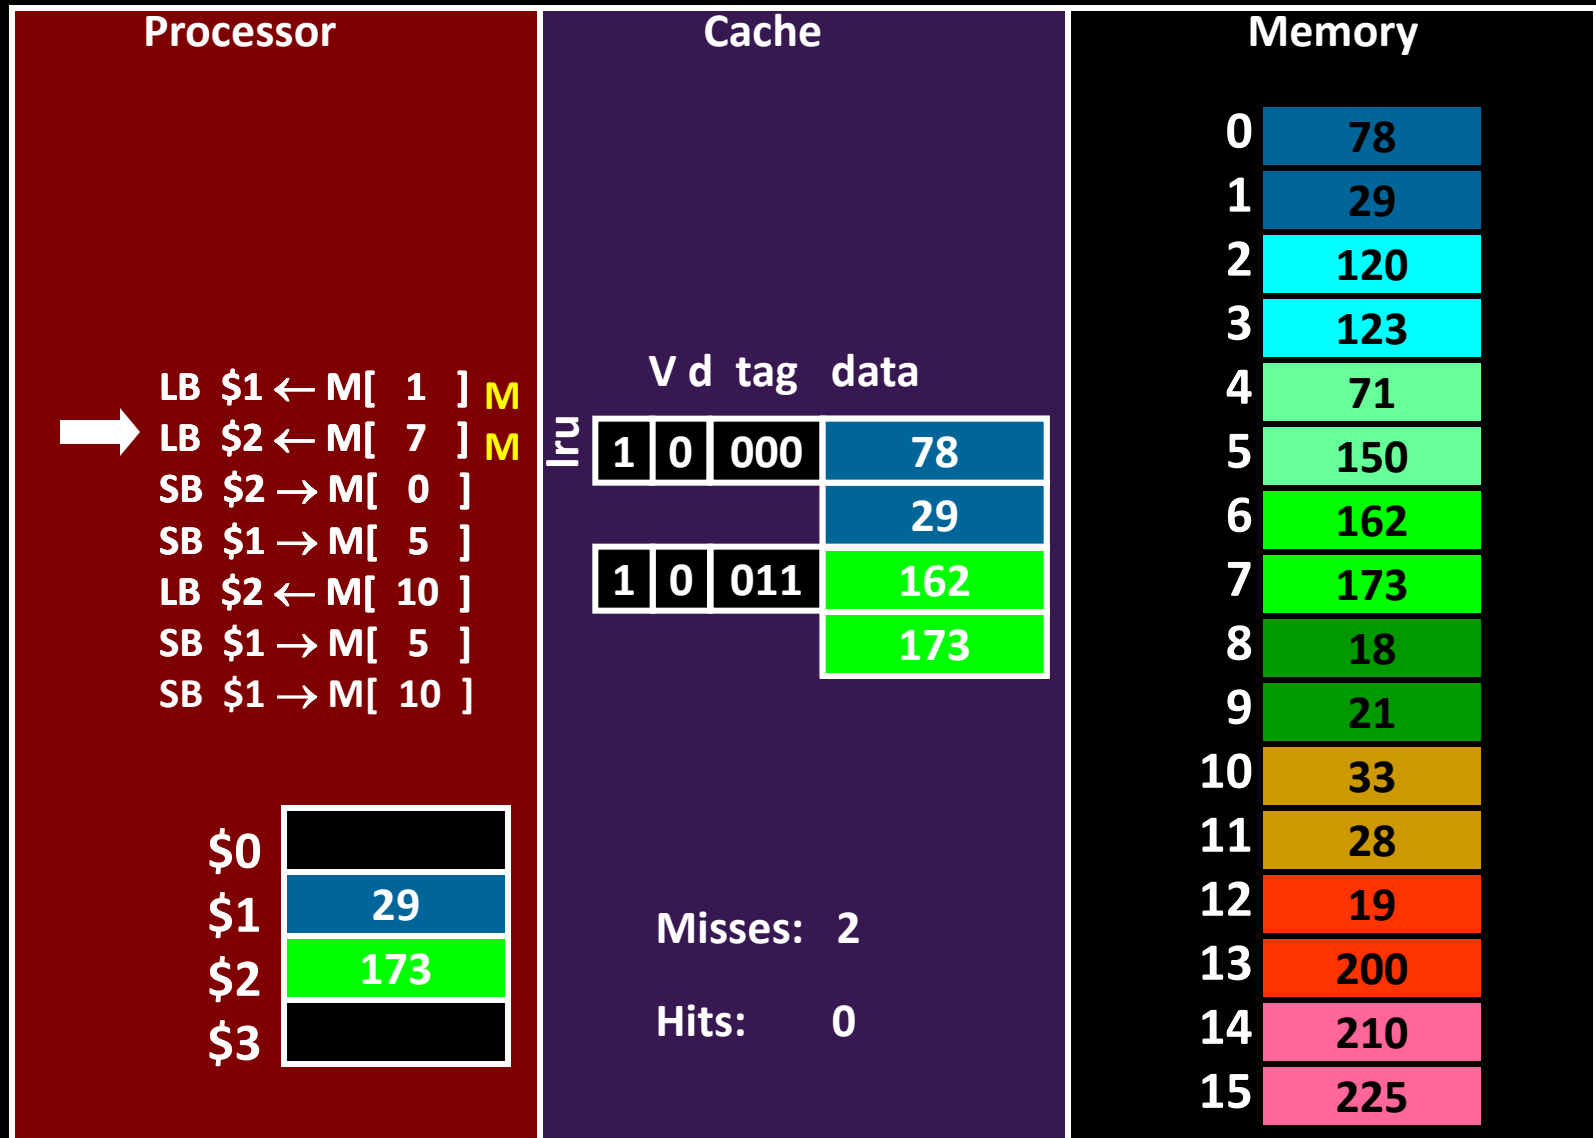 Processor
LB $1 ← M[ 1 ] M
LB $2 ← M[ 7 ] M
SB $2 → M[ 0 ]
SB $1 → M[ 5 ]
LB $2 ← M[ 10 ]
SB $1 → M[ 5 ]
SB $1 → M[ 10 ]
$0
$1 29
$2 173
$3
Cache
V d tag data
lru
1 0 000 78
29
1 0 011 162
173
Misses: 2
Hits: 0
Memory
0 78
1 29
2 120
3 123
4 71
5 150
6 162
7 173
8 18
9 21
10 33
11 28
12 19
13 200
14 210
15 225